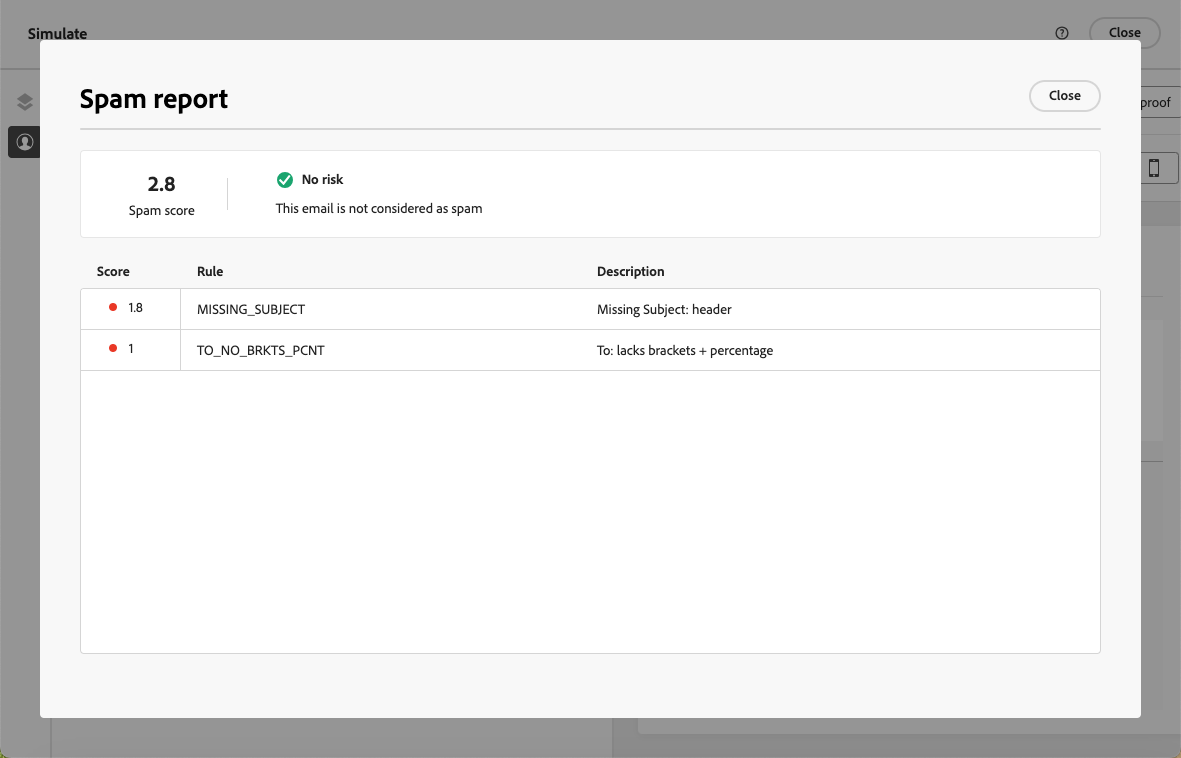 Simulate
Close
proof
Spam report
Close
2.8
Spam score
No risk
This email is not considered as spam
Score Rule Description
1.8 MISSING_SUBJECT Missing Subject: header
1 TO_NO_BRKTS_PCNT To: lacks brackets + percentage